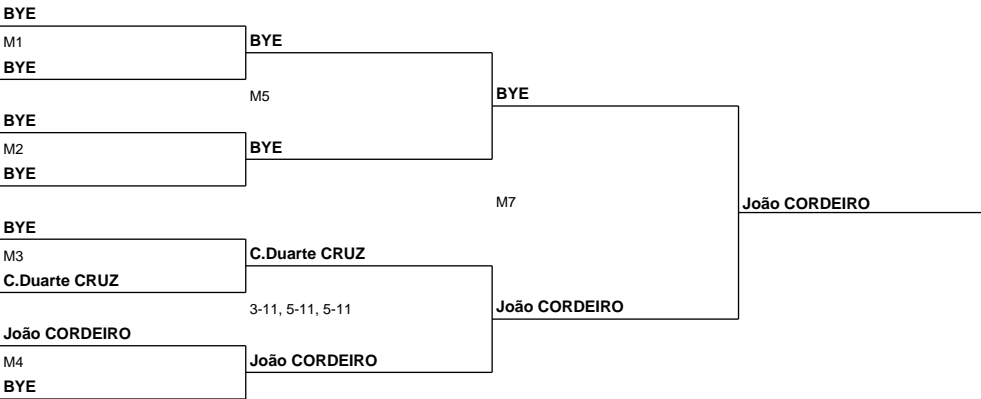 BYE
M1
BYE
BYE
M5
BYE
BYE
M2
BYE
BYE
M7
João CORDEIRO
BYE
M3
C.Duarte CRUZ
C.Duarte CRUZ
3-11, 5-11, 5-11
João CORDEIRO
João CORDEIRO
M4
João CORDEIRO
BYE